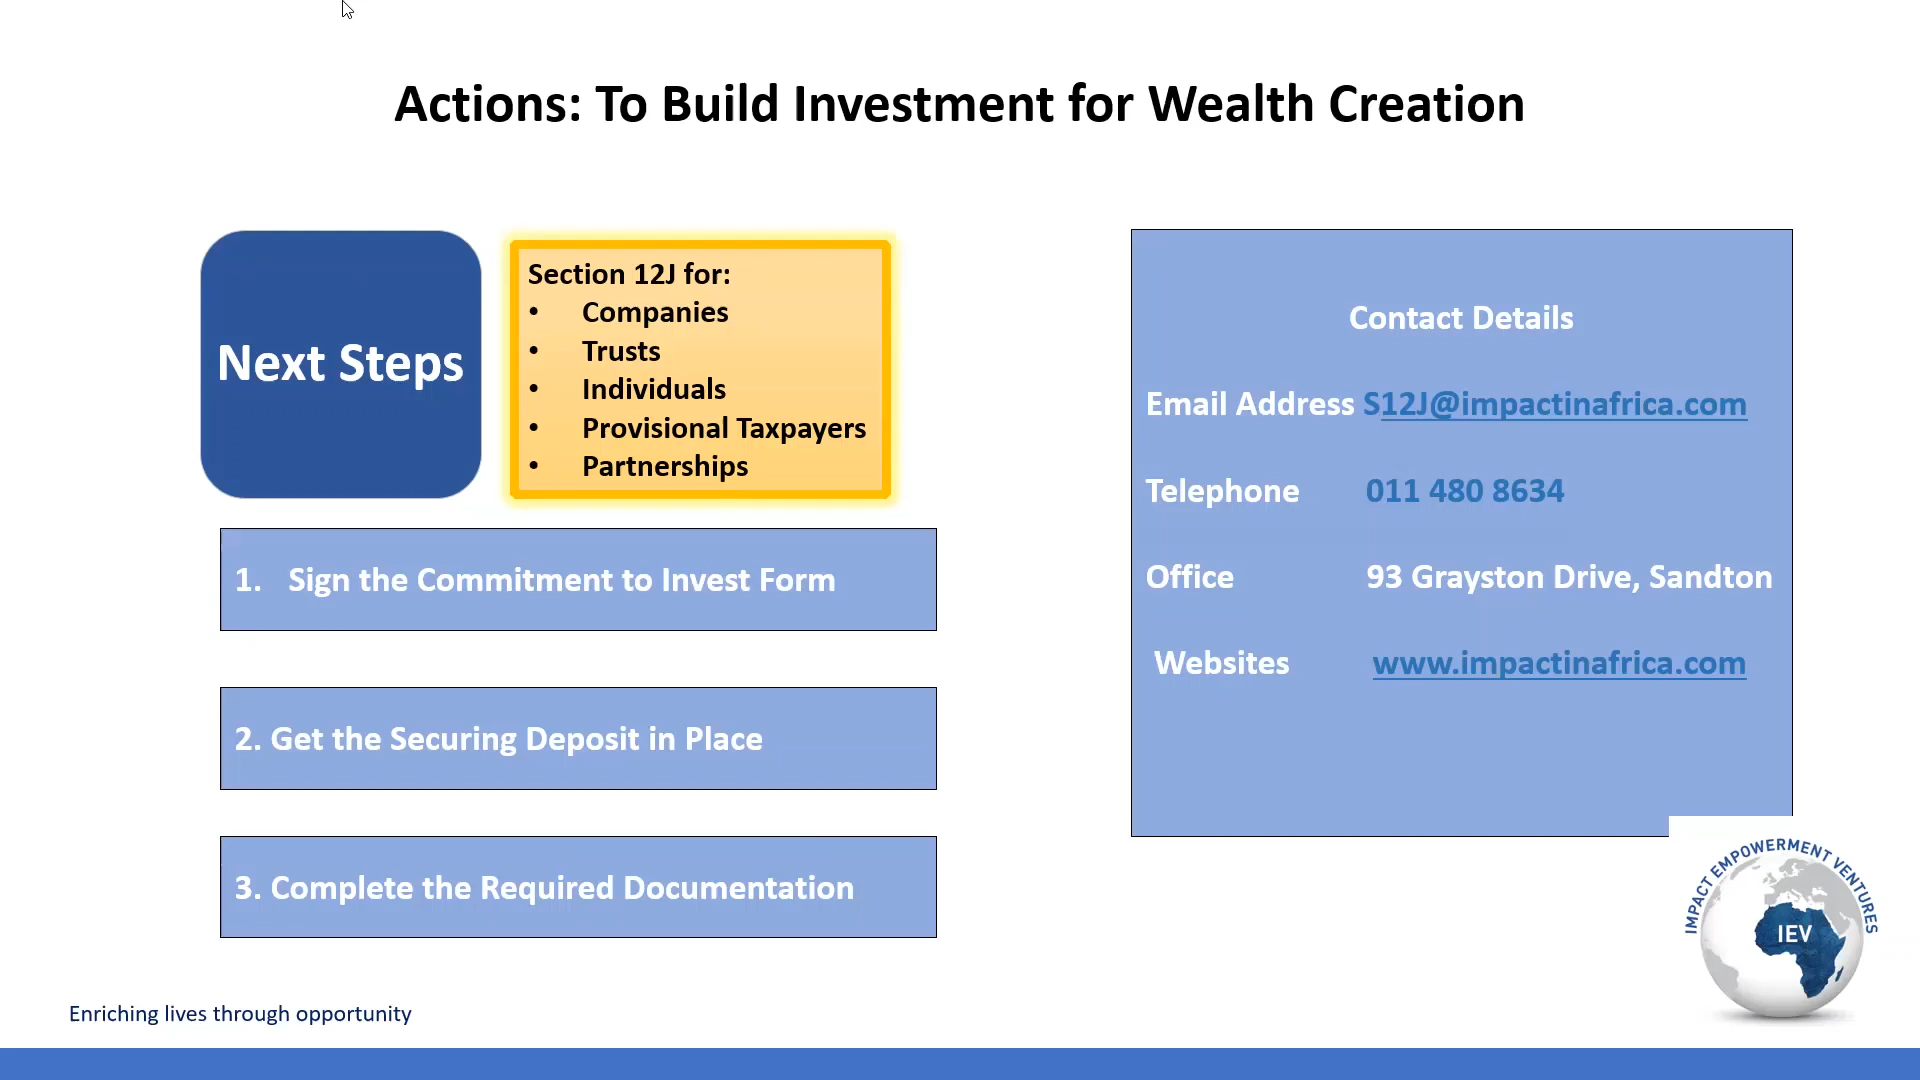 Actions: To Build Investment for Wealth Creation
Next Steps
Section 12J for:
• Companies
• Trusts
• Individuals
• Provisional Taxpayers
• Partnerships
1. Sign the Commitment to Invest Form
2. Get the Securing Deposit in Place
3. Complete the Required Documentation
Contact Details
Email Address S12J@impactinafrica.com
Telephone 011 480 8634
Office 93 Grayston Drive, Sandton
Websites www.impactinafrica.com
IMPACT EMPOWERMENT VENTURES
IEV
Enriching lives through opportunity